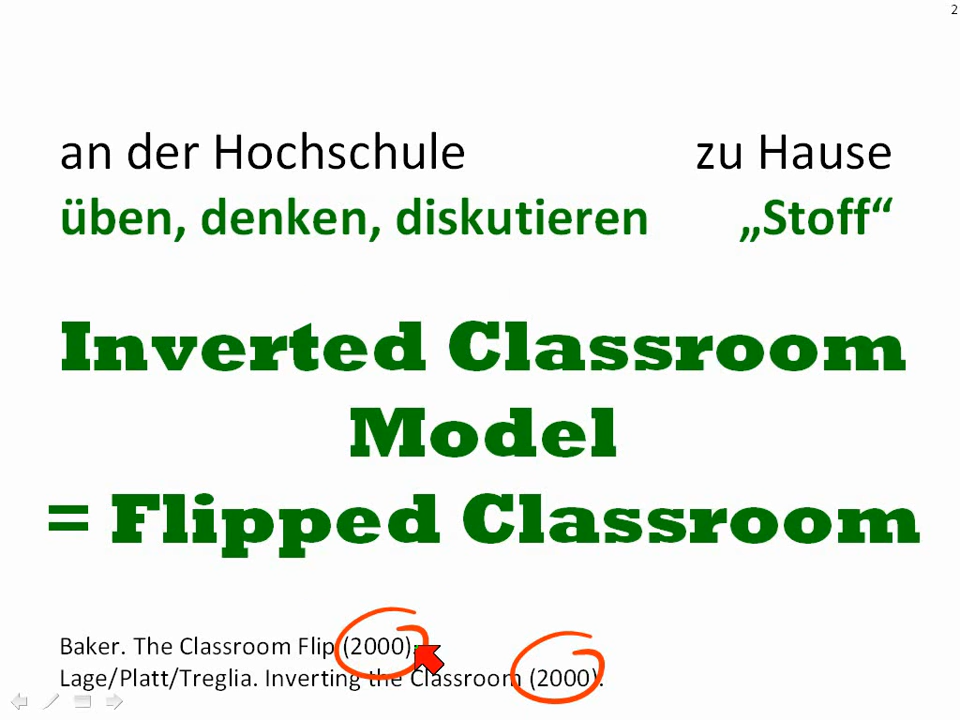 2
an der Hochschule zu Hause
üben, denken, diskutieren „Stoff“
Inverted Classroom
Model
= Flipped Classroom
Baker. The Classroom Flip (2000).
Lage/Platt/Treglia. Inverting the Classroom (2000).